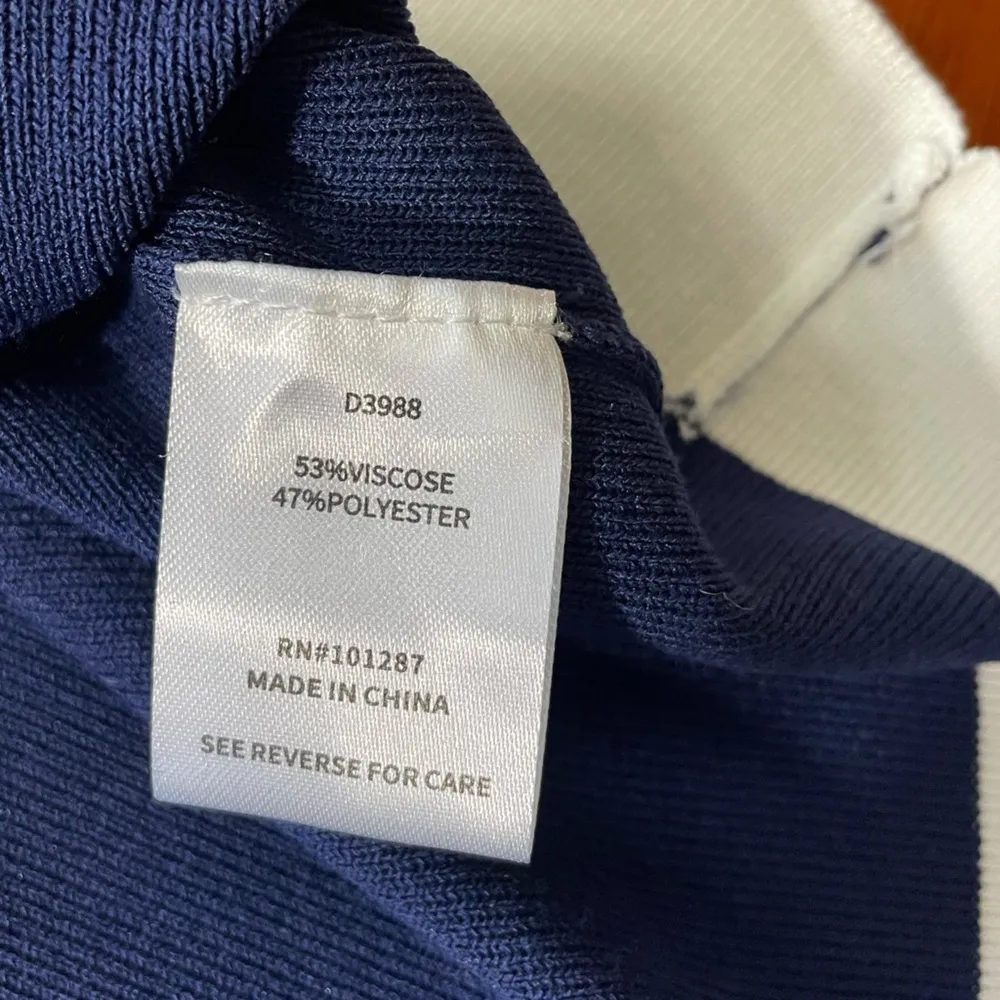 D3988
53%VISCOSE
47%POLYESTER
RN#101287
MADE IN CHINA
SEE REVERSE FOR CARE